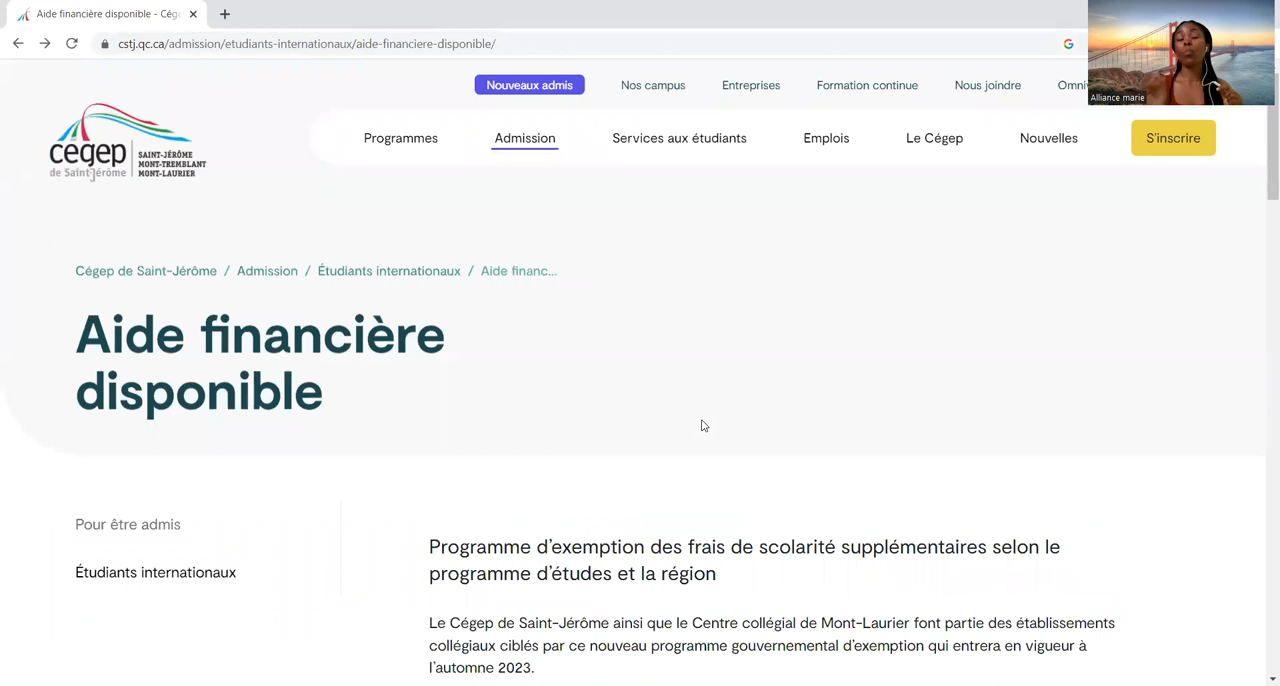 Aide financière disponible - Cég
cstj.qc.ca/admission/etudiants-internationaux/aide-financiere-disponible/
Alliance marie
Nouveaux admis
Nos campus
Entreprises
Formation continue
Nous joindre
Omni
cégep
de Saint-Jérôme
SAINT-JÉRÔME
MONT-TREMBLANT
MONT-LAURIER
Programmes
Admission
Services aux étudiants
Emplois
Le Cégep
Nouvelles
S'inscrire
Cégep de Saint-Jérôme / Admission / Étudiants internationaux / Aide financ...
Aide financière
disponible
Pour être admis
Étudiants internationaux
Programme d'exemption des frais de scolarité supplémentaires selon le
programme d'études et la région
Le Cégep de Saint-Jérôme ainsi que le Centre collégial de Mont-Laurier font partie des établissements
collégiaux ciblés par ce nouveau programme gouvernemental d'exemption qui entrera en vigueur à
l'automne 2023.